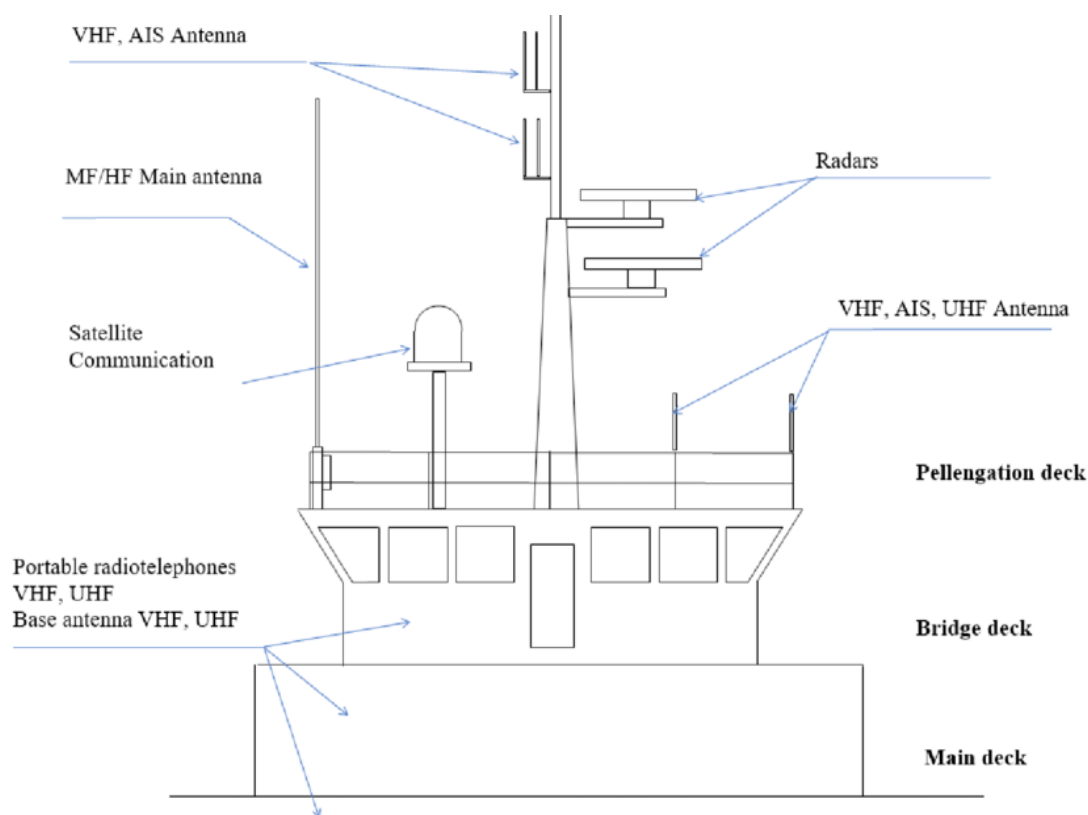 VHF, AIS Antenna
MF/HF Main antenna
Radars
VHF, AIS, UHF Antenna
Satellite
Communication
Pellengation deck
Portable radiotelephones
VHF, UHF
Base antenna VHF, UHF
Bridge deck
Main deck